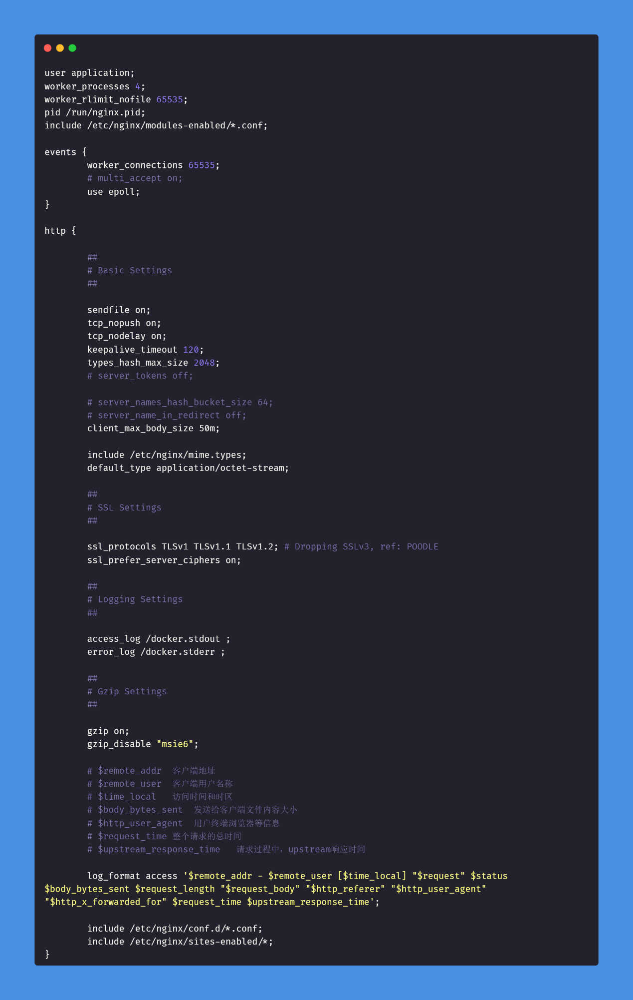 user application;
worker_processes 4;
worker_rlimit_nofile 65535;
pid /run/nginx.pid;
include /etc/nginx/modules-enabled/*.conf;

events {
        worker_connections 65535;
        # multi_accept on;
        use epoll;
}

http {

        ##
        # Basic Settings
        ##

        sendfile on;
        tcp_nopush on;
        tcp_nodelay on;
        keepalive_timeout 120;
        types_hash_max_size 2048;
        # server_tokens off;

        # server_names_hash_bucket_size 64;
        # server_name_in_redirect off;
        client_max_body_size 50m;

        include /etc/nginx/mime.types;
        default_type application/octet-stream;

        ##
        # SSL Settings
        ##

        ssl_protocols TLSv1 TLSv1.1 TLSv1.2; # Dropping SSLv3, ref: POODLE
        ssl_prefer_server_ciphers on;

        ##
        # Logging Settings
        ##

        access_log /docker.stdout ;
        error_log /docker.stderr ;

        ##
        # Gzip Settings
        ##

        gzip on;
        gzip_disable "msie6";

        # $remote_addr  客户端地址
        # $remote_user  客户端用户名称
        # $time_local   访问时间和时区
        # $body_bytes_sent  发送给客户端文件内容大小
        # $http_user_agent  用户终端浏览器等信息
        # $request_time 整个请求的总时间
        # $upstream_response_time   请求过程中，upstream响应时间

        log_format access '$remote_addr - $remote_user [$time_local] "$request" $status
$body_bytes_sent $request_length "$request_body" "$http_referer" "$http_user_agent"
"$http_x_forwarded_for" $request_time $upstream_response_time';

        include /etc/nginx/conf.d/*.conf;
        include /etc/nginx/sites-enabled/*;
}